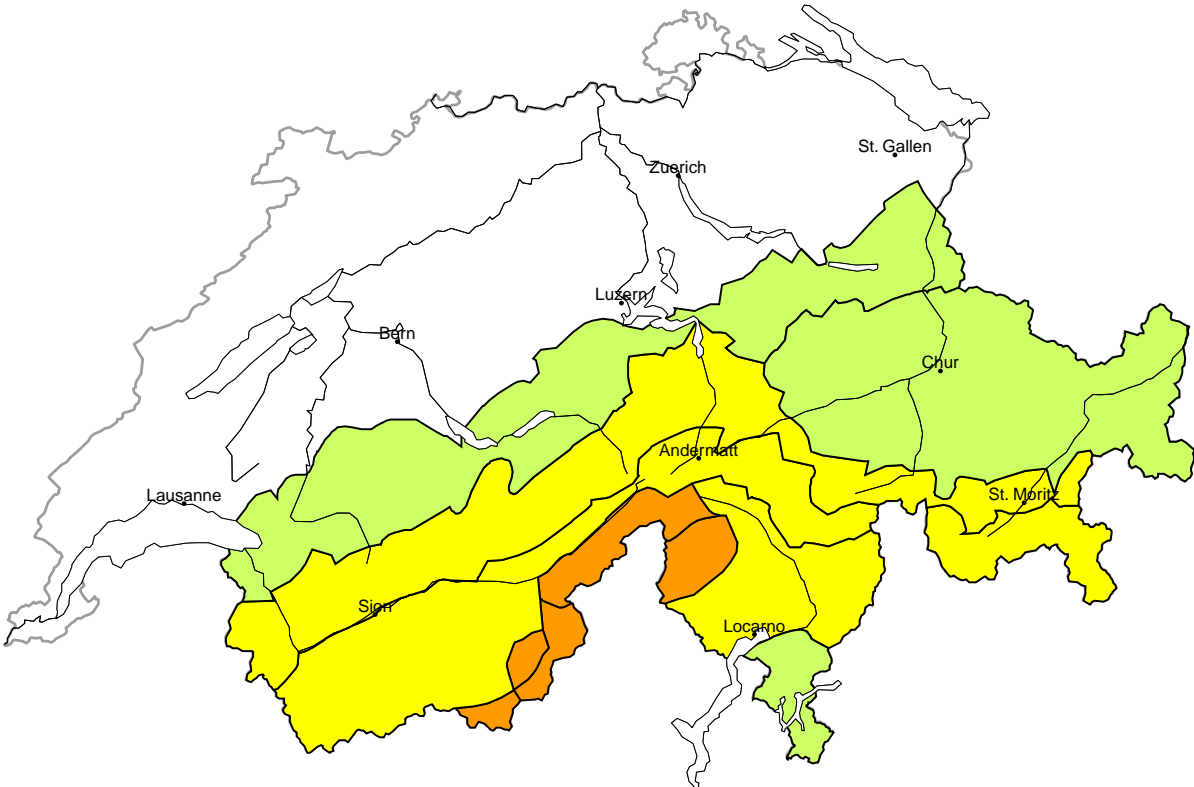 St. Gallen
Zuerich
Luzern
Bern
Chur
Andermatt
Lausanne
St. Moritz
Sion
Locarno